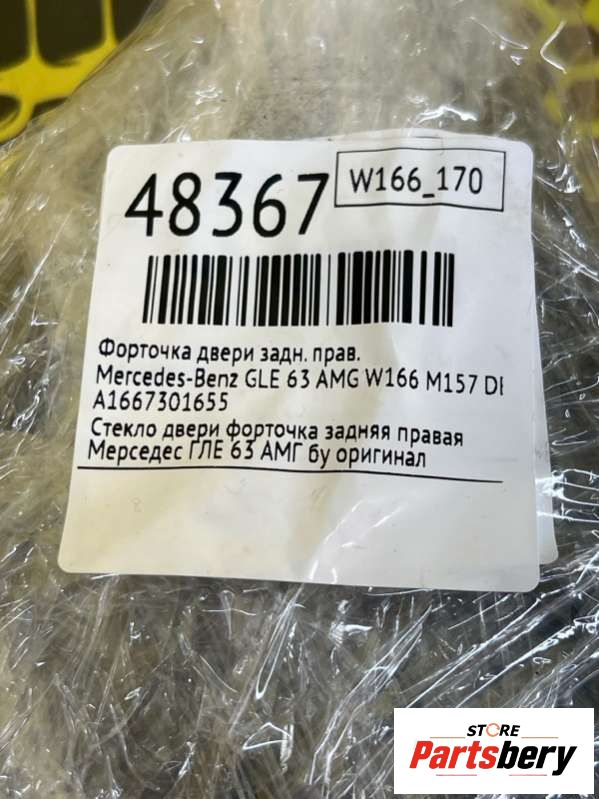 48367
W166_170
Форточка двери задн. прав.
Mercedes-Benz GLE 63 AMG W166 M157 DE
A1667301655
Стекло двери форточка задняя правая
Мерседес ГЛЕ 63 АМГ бу оригинал
STORE
Partsbery